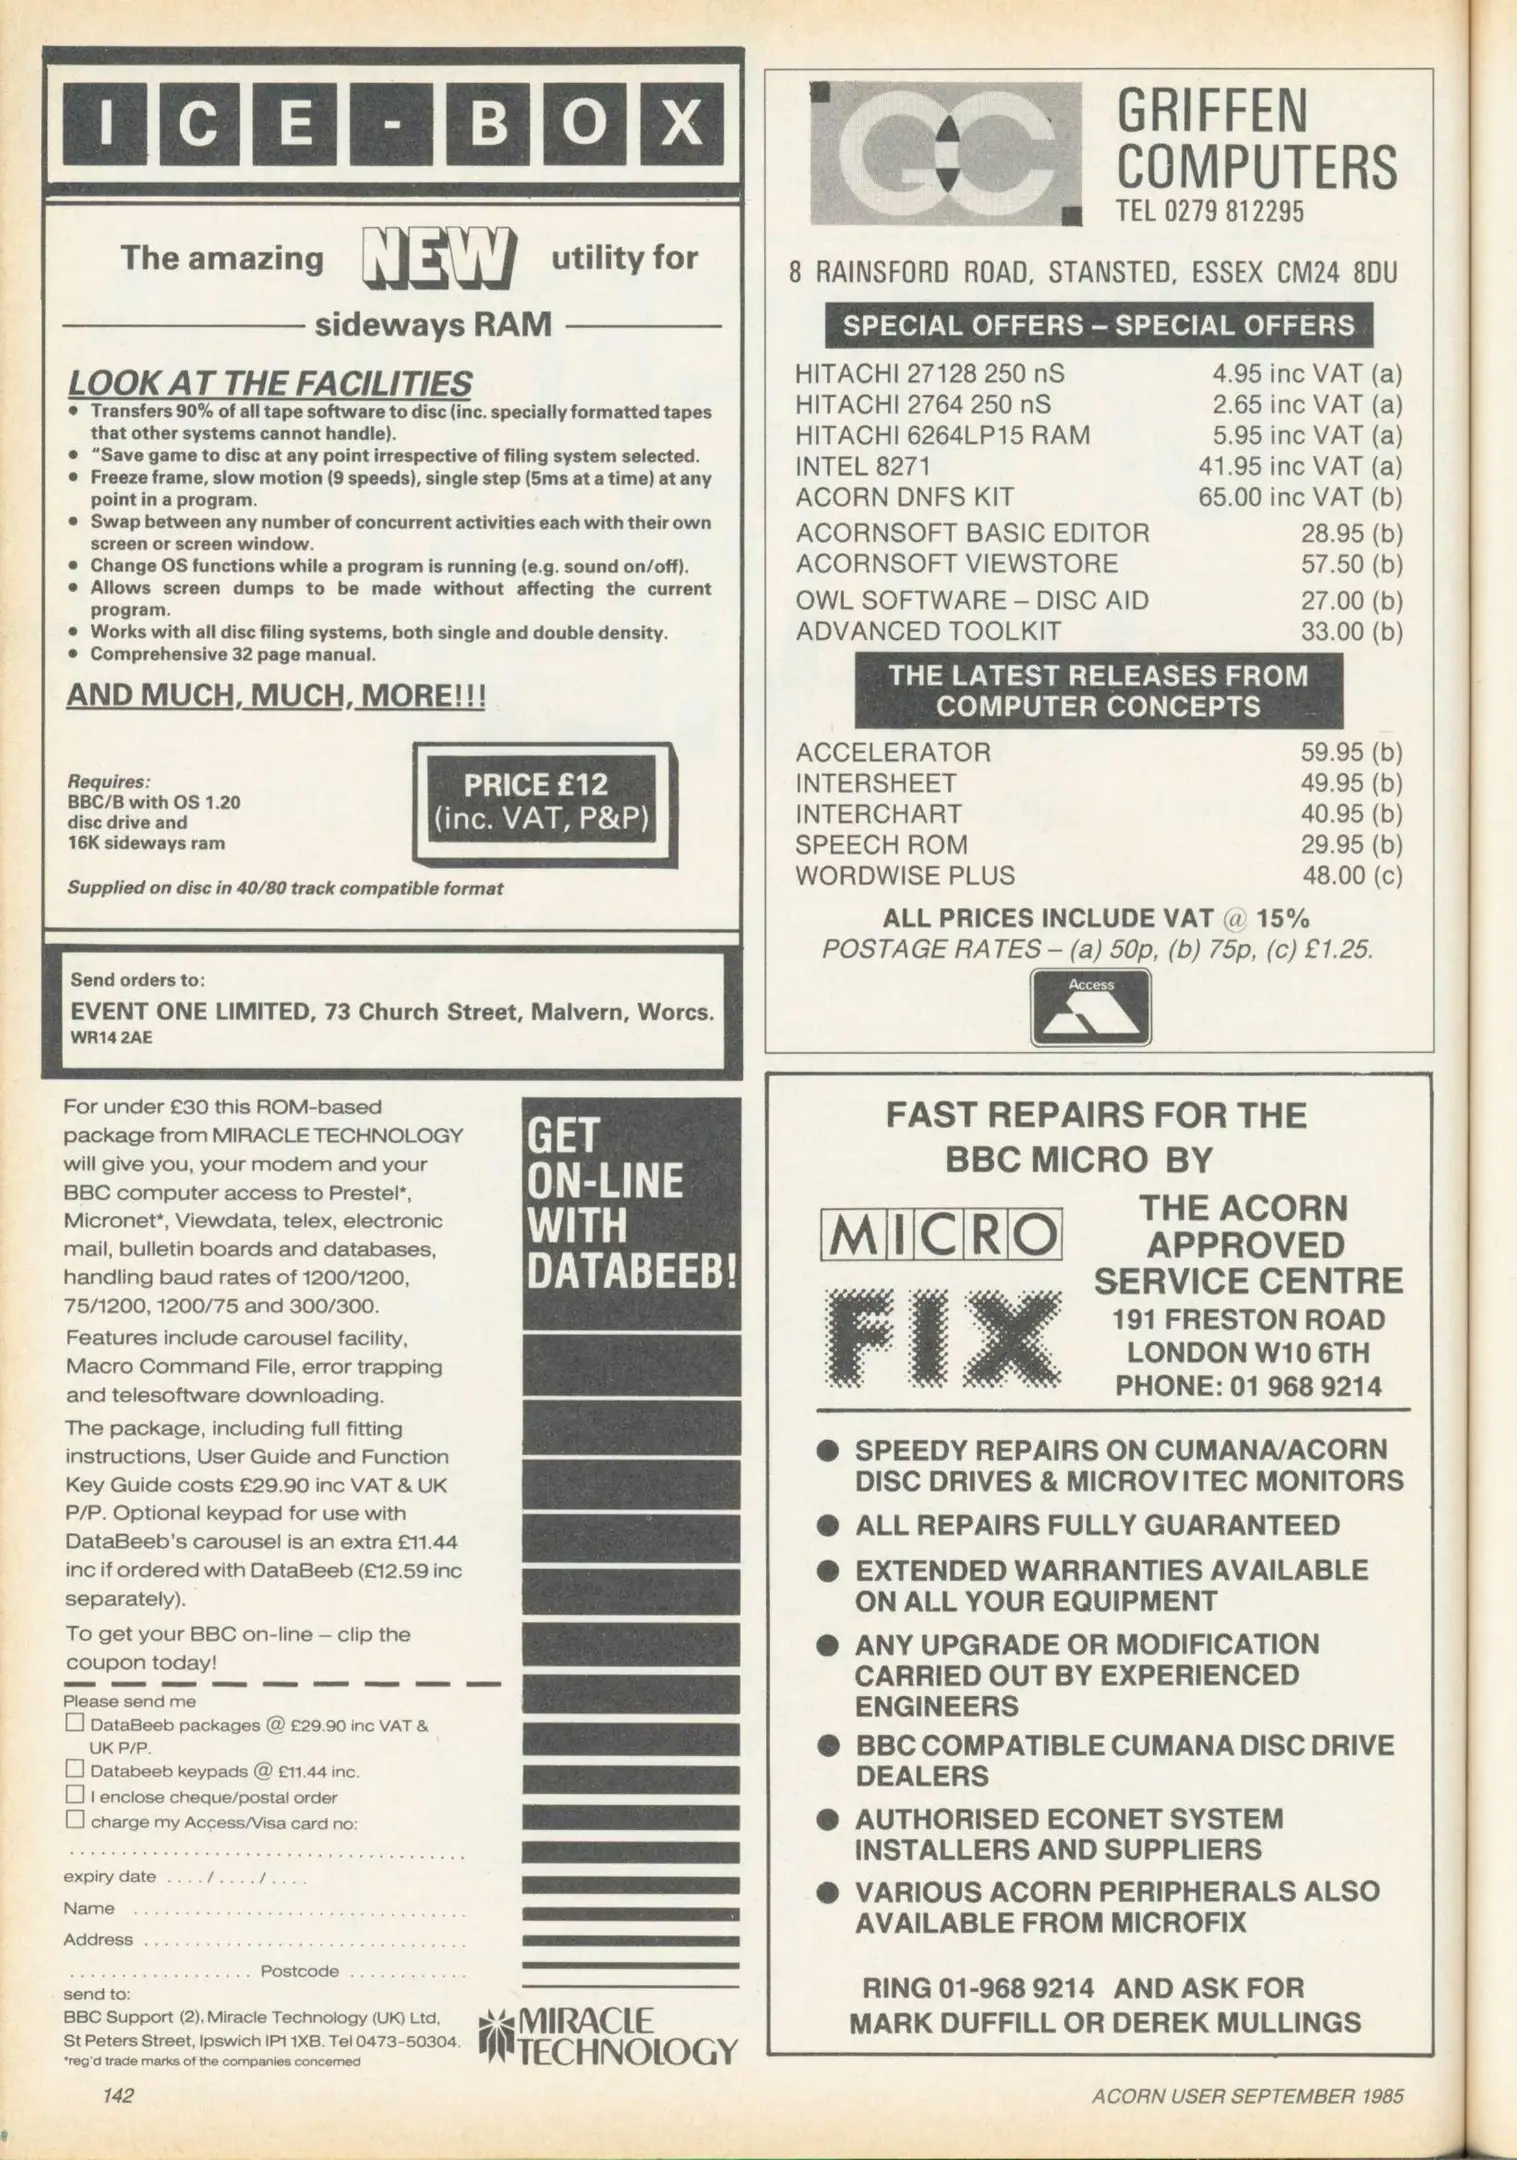 ICE-BOX
The amazing NEW utility for
sideways RAM
LOOK AT THE FACILITIES
• Transfers 90% of all tape software to disc (inc. specially formatted tapes
that other systems cannot handle).
• "Save game to disc at any point irrespective of filing system selected.
• Freeze frame, slow motion (9 speeds), single step (5ms at a time) at any
point in a program.
• Swap between any number of concurrent activities each with their own
screen or screen window.
• Change OS functions while a program is running (e.g. sound on/off).
• Allows screen dumps to be made without affecting the current
program.
• Works with all disc filing systems, both single and double density.
• Comprehensive 32 page manual.
AND MUCH, MUCH, MORE!!!
Requires:
BBC/B with OS 1.20
disc drive and
16K sideways ram
PRICE £12
(inc. VAT, P&P)
Supplied on disc in 40/80 track compatible format
Send orders to:
EVENT ONE LIMITED, 73 Church Street, Malvern, Worcs.
WR14 2AE
For under £30 this ROM-based
package from MIRACLE TECHNOLOGY
will give you, your modem and your
BBC computer access to Prestel*,
Micronet*, Viewdata, telex, electronic
mail, bulletin boards and databases,
handling baud rates of 1200/1200,
75/1200, 1200/75 and 300/300.
Features include carousel facility,
Macro Command File, error trapping
and telesoftware downloading.
The package, including full fitting
instructions, User Guide and Function
Key Guide costs £29.90 inc VAT & UK
P/P. Optional keypad for use with
DataBeeb's carousel is an extra £11.44
inc if ordered with DataBeeb (£12.59 inc
separately).
To get your BBC on-line – clip the
coupon today!
GET
ON-LINE
WITH
DATABEEB!
Please send me
DataBeeb packages @ £29.90 inc VAT &
UK P/P.
Databeeb keypads @ £11.44 inc.
I enclose cheque/postal order
charge my Access/Visa card no:
.......................................
expiry date ..../..../....
Name .................................
Address ................................
.................. Postcode ............
send to:
BBC Support (2), Miracle Technology (UK) Ltd,
St Peters Street, Ipswich IP1 1XB. Tel 0473-50304.
*reg'd trade marks of the companies concerned
MIRACLE
TECHNOLOGY
142
GC
GRIFFEN
COMPUTERS
TEL 0279 812295
8 RAINSFORD ROAD, STANSTED, ESSEX CM24 8DU
SPECIAL OFFERS – SPECIAL OFFERS
HITACHI 27128 250 nS 4.95 inc VAT (a)
HITACHI 2764 250 nS 2.65 inc VAT (a)
HITACHI 6264LP15 RAM 5.95 inc VAT (a)
INTEL 8271 41.95 inc VAT (a)
ACORN DNFS KIT 65.00 inc VAT (b)
ACORNSOFT BASIC EDITOR 28.95 (b)
ACORNSOFT VIEWSTORE 57.50 (b)
OWL SOFTWARE – DISC AID 27.00 (b)
ADVANCED TOOLKIT 33.00 (b)
THE LATEST RELEASES FROM
COMPUTER CONCEPTS
ACCELERATOR 59.95 (b)
INTERSHEET 49.95 (b)
INTERCHART 40.95 (b)
SPEECH ROM 29.95 (b)
WORDWISE PLUS 48.00 (c)
ALL PRICES INCLUDE VAT @ 15%
POSTAGE RATES – (a) 50p, (b) 75p, (c) £1.25.
Access
FAST REPAIRS FOR THE
BBC MICRO BY
MICRO
FIX
THE ACORN
APPROVED
SERVICE CENTRE
191 FRESTON ROAD
LONDON W10 6TH
PHONE: 01 968 9214
• SPEEDY REPAIRS ON CUMANA/ACORN
DISC DRIVES & MICROVITEC MONITORS
• ALL REPAIRS FULLY GUARANTEED
• EXTENDED WARRANTIES AVAILABLE
ON ALL YOUR EQUIPMENT
• ANY UPGRADE OR MODIFICATION
CARRIED OUT BY EXPERIENCED
ENGINEERS
• BBC COMPATIBLE CUMANA DISC DRIVE
DEALERS
• AUTHORISED ECONET SYSTEM
INSTALLERS AND SUPPLIERS
• VARIOUS ACORN PERIPHERALS ALSO
AVAILABLE FROM MICROFIX
RING 01-968 9214 AND ASK FOR
MARK DUFFILL OR DEREK MULLINGS
ACORN USER SEPTEMBER 1985